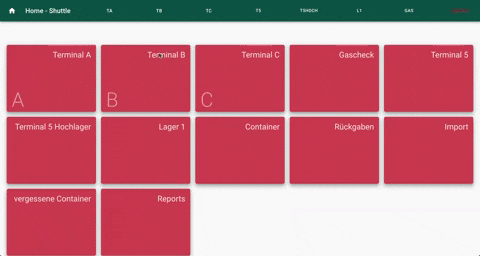 Home - Shuttle TA TB TC T5 T5HOCH L1 GAS
Terminal A Terminal B Terminal C Gascheck Terminal 5
A B C
Terminal 5 Hochlager Lager 1 Container Rückgaben Import
vergessene Container Reports